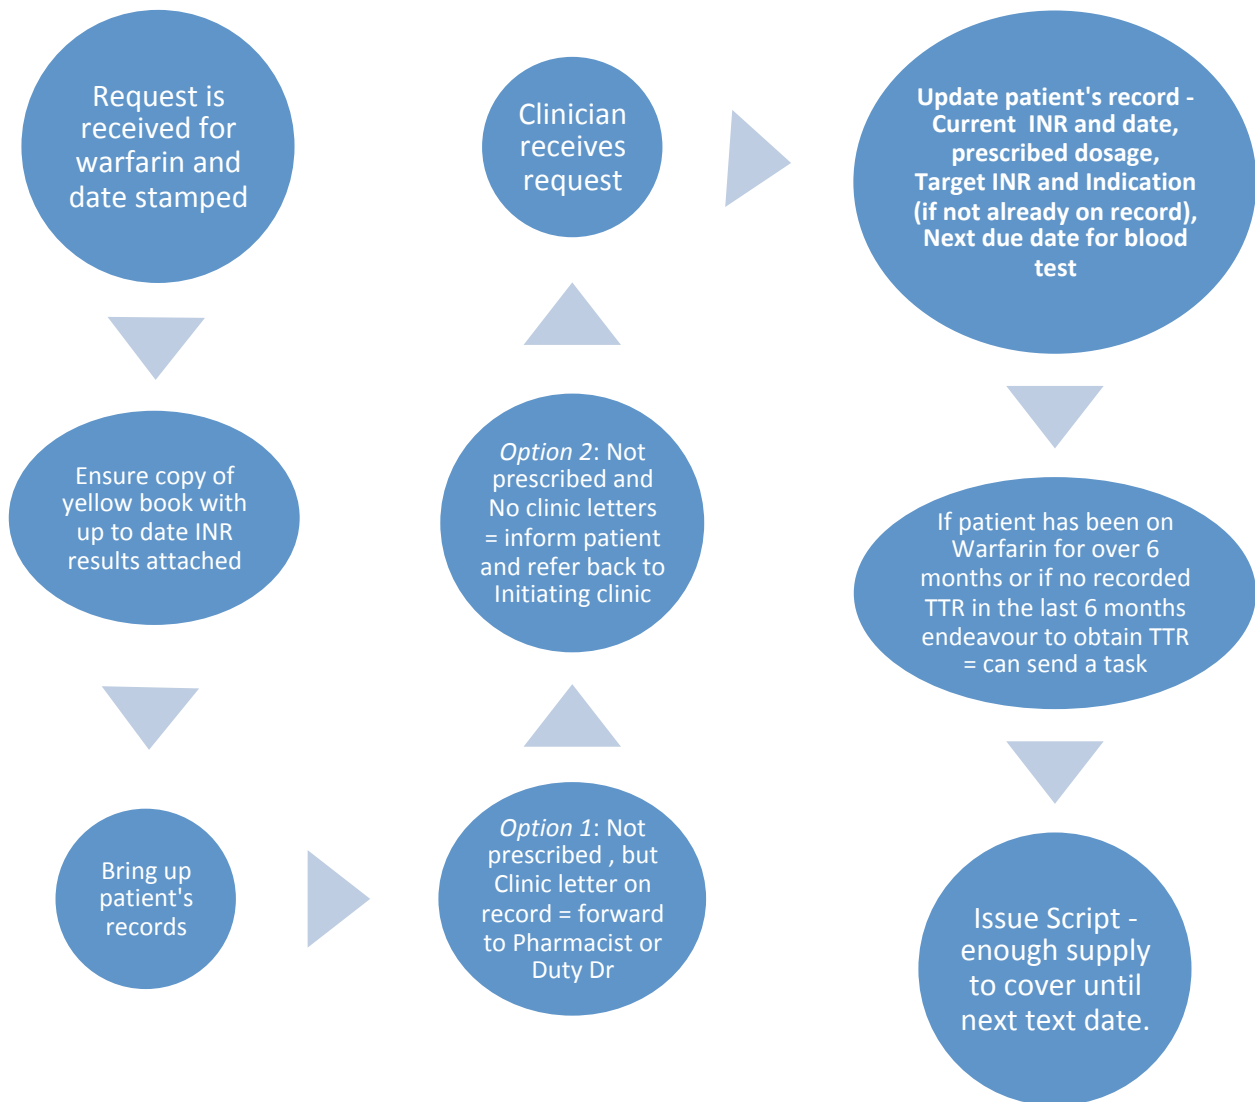 Request is
received for
warfarin and
date stamped
Ensure copy of
yellow book with
up to date INR
results attached
Bring up
patient's
records
Option 1: Not
prescribed , but
Clinic letter on
record = forward
to Pharmacist or
Duty Dr
Option 2: Not
prescribed and
No clinic letters
= inform patient
and refer back to
Initiating clinic
Clinician
receives
request
Update patient's record -
Current  INR and date,
prescribed dosage,
Target INR and Indication
(if not already on record),
Next due date for blood
test
If patient has been on
Warfarin for over 6
months or if no recorded
TTR in the last 6 months
endeavour to obtain TTR
= can send a task
Issue Script -
enough supply
to cover until
next text date.